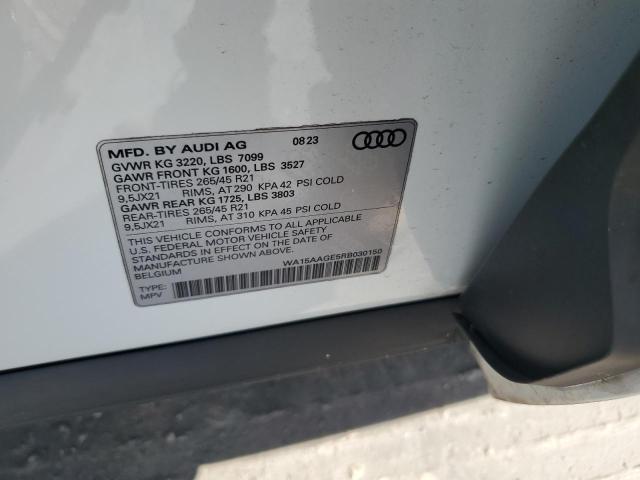 MFD. BY AUDI AG 08 23
GVWR KG 3220, LBS 7099
GAWR FRONT KG 1600, LBS 3527
FRONT-TIRES 265/45 R21
9,5JX21 RIMS, AT 290 KPA 42 PSI COLD
GAWR REAR KG 1725, LBS 3803
REAR-TIRES 265/45 R21
9,5JX21 RIMS, AT 310 KPA 45 PSI COLD
THIS VEHICLE CONFORMS TO ALL APPLICABLE
U.S. FEDERAL MOTOR VEHICLE SAFETY
STANDARDS IN EFFECT ON THE DATE OF
MANUFACTURE SHOWN ABOVE.
BELGIUM WA15AAGE5RB030150
TYPE:
MPV